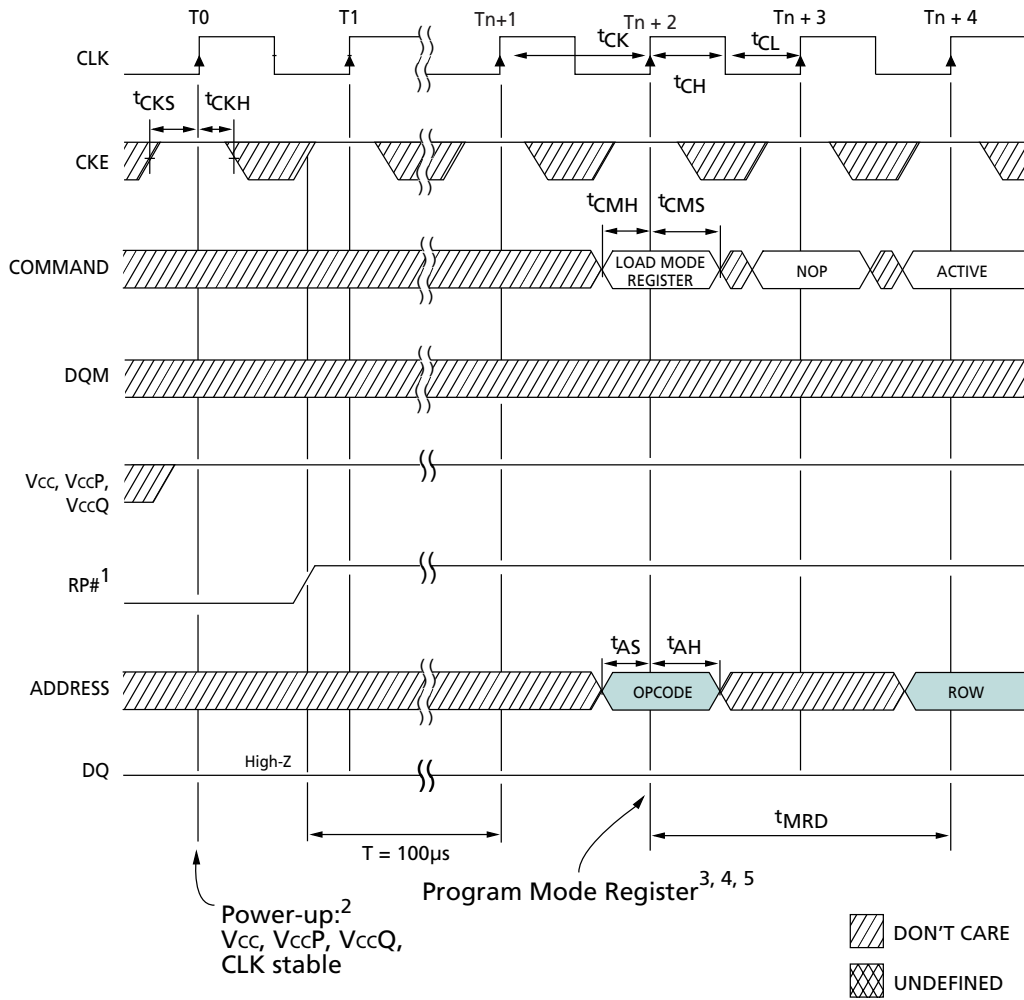 T0 T1 Tn+1 Tn + 2 Tn + 3 Tn + 4
CLK
tCK
tCL
tCH
tCKS tCKH
CKE
tCMH tCMS
COMMAND
LOAD MODE
REGISTER
NOP
ACTIVE
DQM
Vcc, VccP,
VccQ
RP#1
tAS tAH
ADDRESS
OPCODE
ROW
High-Z
DQ
T = 100µs
tMRD
Program Mode Register3, 4, 5
Power-up:2
Vcc, VccP, VccQ,
CLK stable
DON'T CARE
UNDEFINED